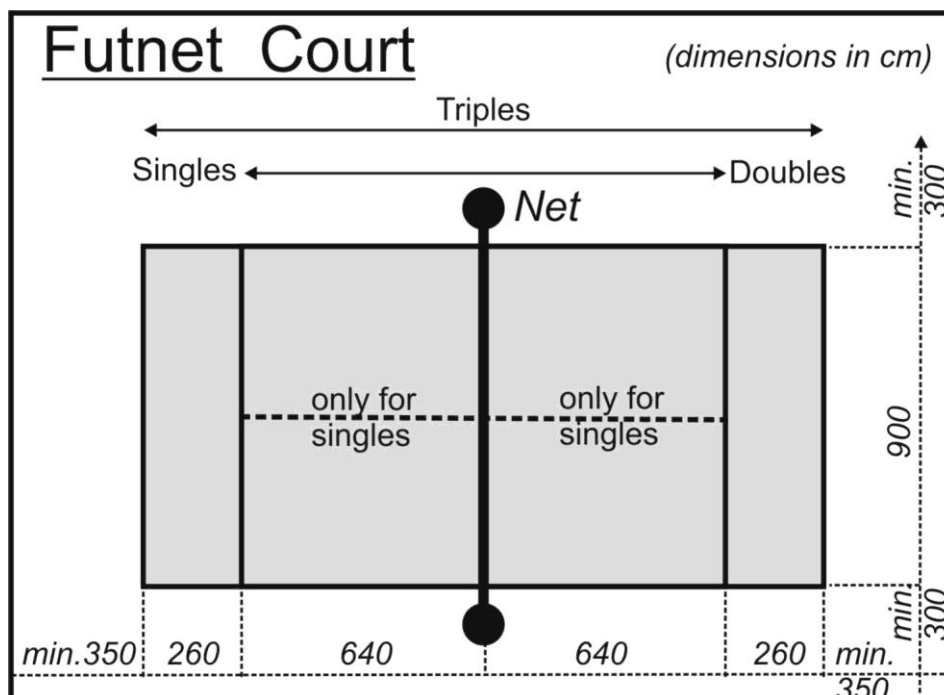 Futnet Court
(dimensions in cm)
Triples
Singles
Doubles
Net
min.
300
only for
singles
only for
singles
900
min.
300
min.350
260
640
640
260
min.
350